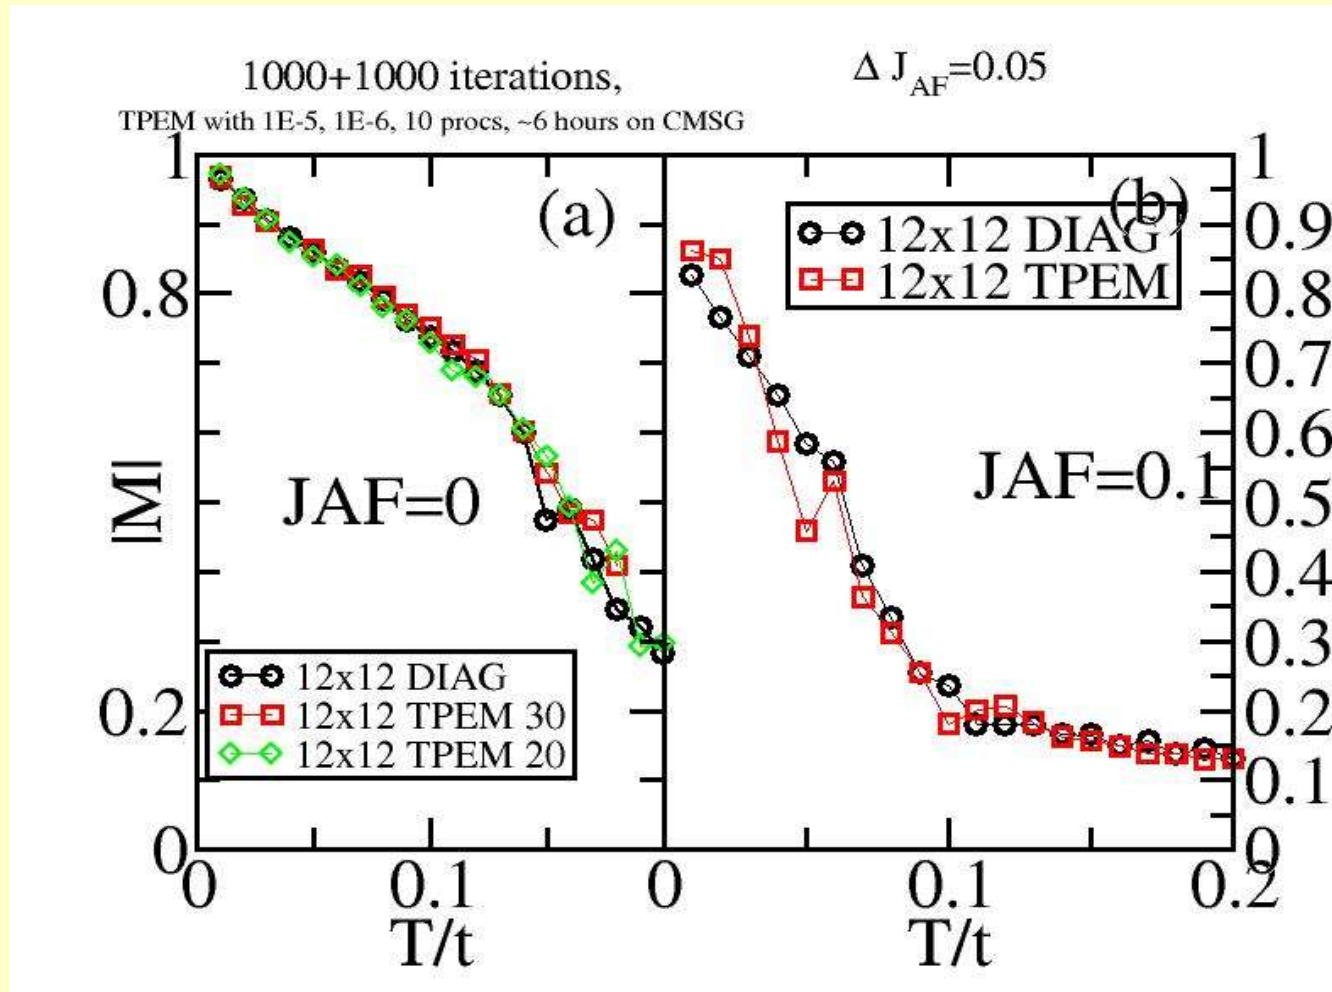 1000+1000 iterations,
Δ J_AF=0.05
TPEM with 1E-5, 1E-6, 10 procs, ~6 hours on CMSG
(a)
1
0.8
0.2
0
|M|
JAF=0
12x12 DIAG
12x12 TPEM 30
12x12 TPEM 20
0
0.1
T/t
(b)
12x12 DIAG
12x12 TPEM
JAF=0.1
1
0.9
0.8
0.7
0.6
0.5
0.4
0.3
0.2
0.1
0
0
0.1
0.2
T/t